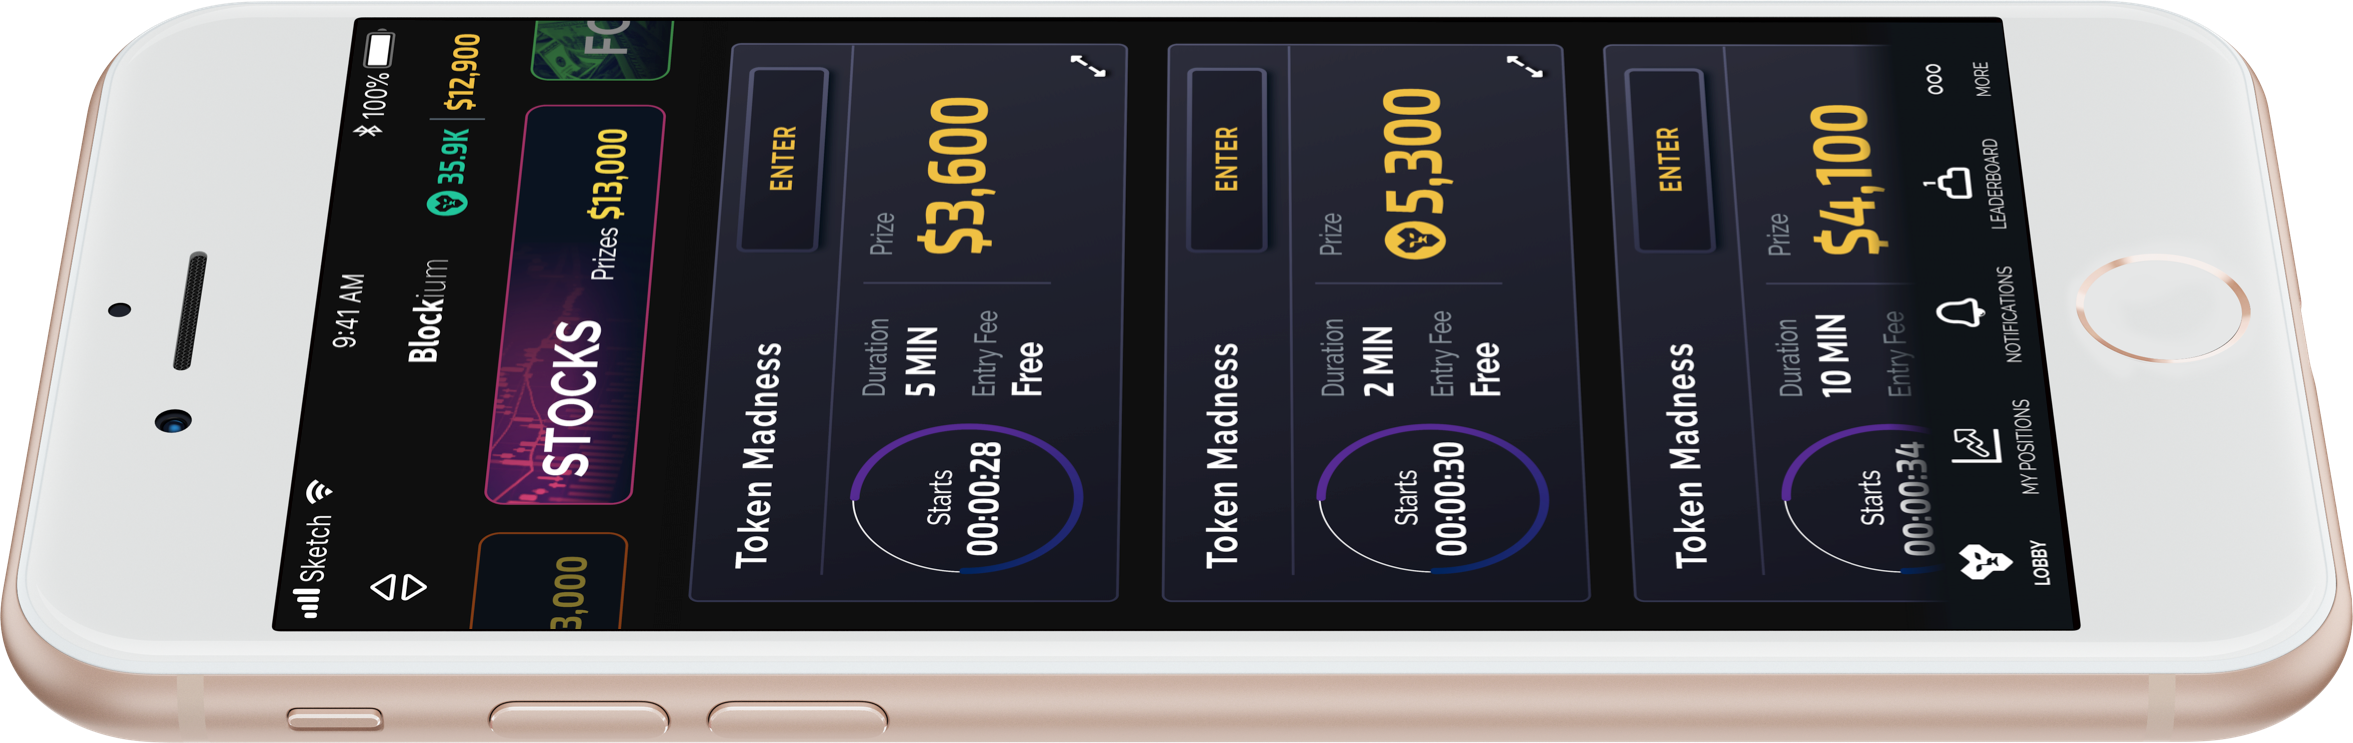 Sketch 9:41 AM 100%
Blockium 35.9K $12,900
3,000
STOCKS Prizes $13,000
FO
Token Madness ENTER
Starts
00:00:28
Duration
5 MIN
Entry Fee
Free
Prize
$3,600
Token Madness ENTER
Starts
00:00:30
Duration
2 MIN
Entry Fee
Free
Prize
5,300
Token Madness ENTER
Starts
00:00:34
Duration
10 MIN
Entry Fee
Prize
$4,100
1
LOBBY MY POSITIONS NOTIFICATIONS LEADERBOARD MORE